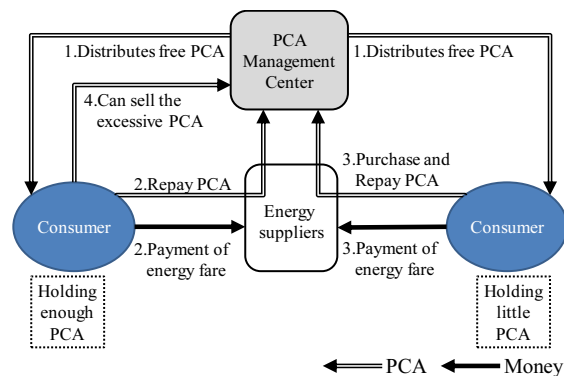 1.Distributes free PCA
PCA
Management
Center
1.Distributes free PCA
4.Can sell the
excessive PCA
2.Repay PCA
3.Purchase and
Repay PCA
Consumer
Energy
suppliers
Consumer
2.Payment of
energy fare
3.Payment of
energy fare
Holding
enough
PCA
Holding
little
PCA
PCA
Money